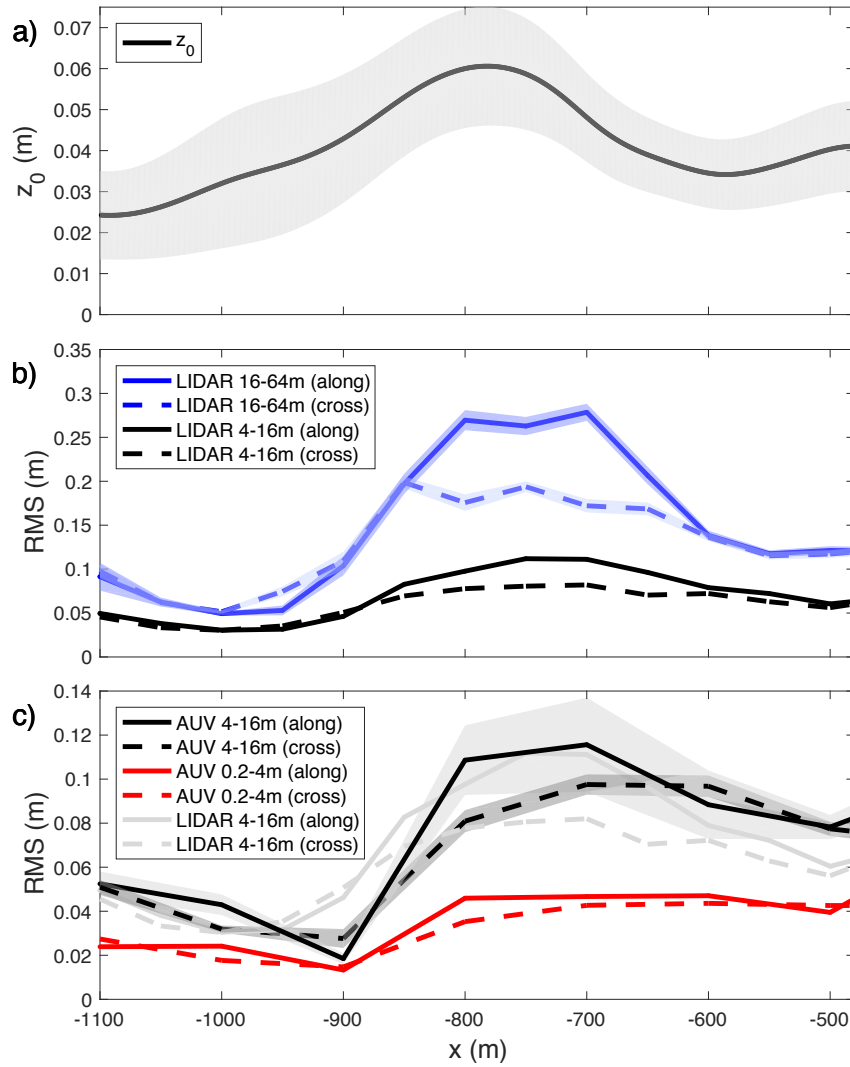 a)
z_0
0.07
0.06
0.05
0.04
0.03
0.02
0.01
0
z_0 (m)
b)
LIDAR 16-64m (along)
LIDAR 16-64m (cross)
LIDAR 4-16m (along)
LIDAR 4-16m (cross)
0.35
0.3
0.25
0.2
0.15
0.1
0.05
0
RMS (m)
c)
AUV 4-16m (along)
AUV 4-16m (cross)
AUV 0.2-4m (along)
AUV 0.2-4m (cross)
LIDAR 4-16m (along)
LIDAR 4-16m (cross)
0.14
0.12
0.1
0.08
0.06
0.04
0.02
0
RMS (m)
-1100 -1000 -900 -800 -700 -600 -500
x (m)